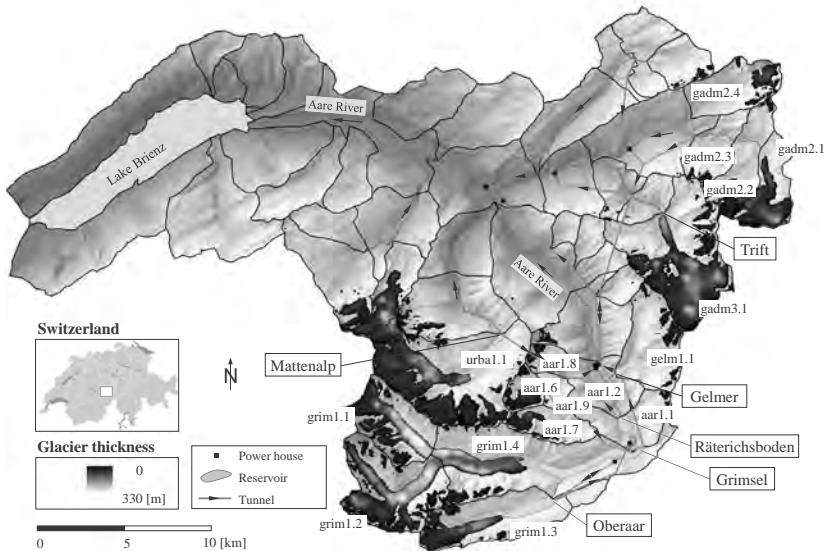 gadm2.4
Aare River
gadm2.1
gadm2.3
Lake Brienz
gadm2.2
Trift
Aare River
gadm3.1
Switzerland
N
Mattenalp
urba1.1
aar1.8
gelm1.1
aar1.6
aar1.2
Gelmer
aar1.9
aar1.1
grim1.1
aar1.7
Räterichsboden
Glacier thickness
0
330 [m]
Power house
Reservoir
Tunnel
grim1.4
Grimsel
grim1.2
grim1.3
Oberaar
0 5 10 [km]